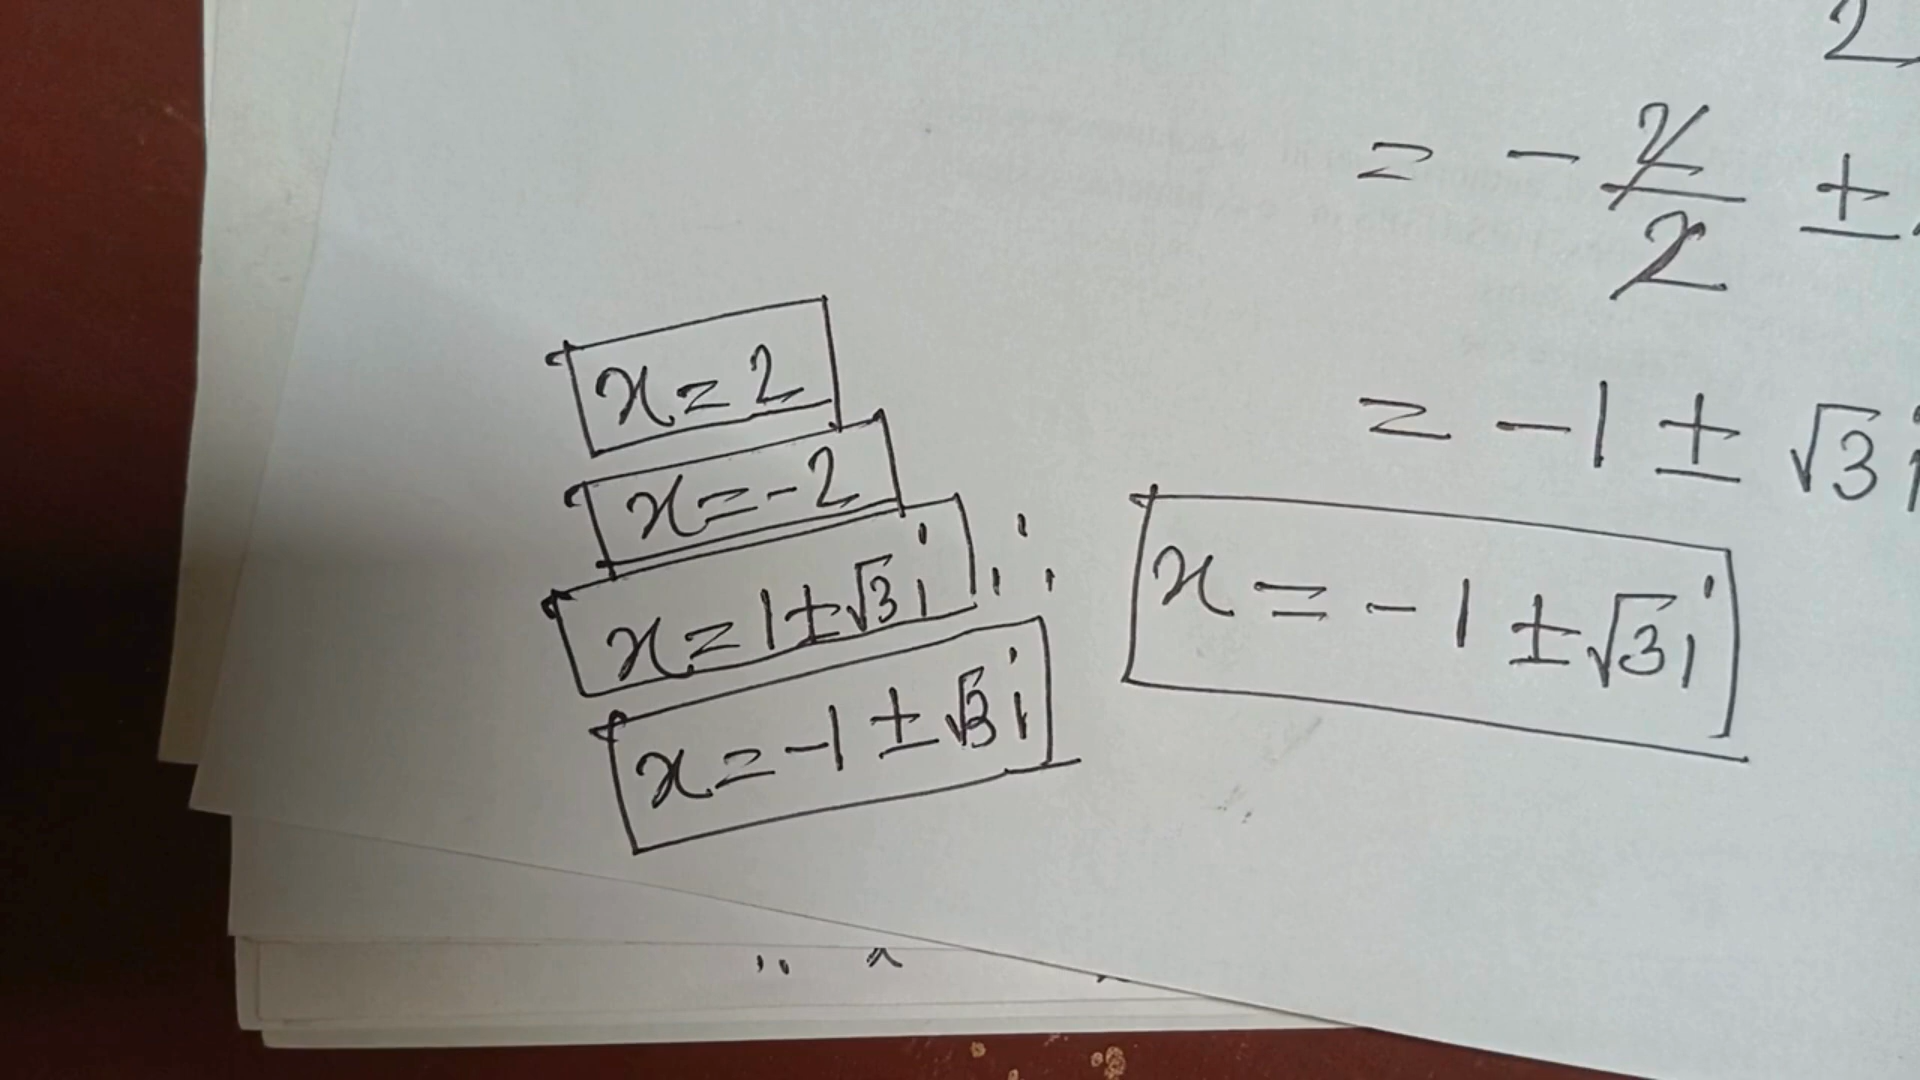 2
= - 2/2 ±
= -1 ± √3 i
x = 2
x = -2
x = 1 ± √3 i
x = -1 ± √3 i
∴ x = -1 ± √3 i